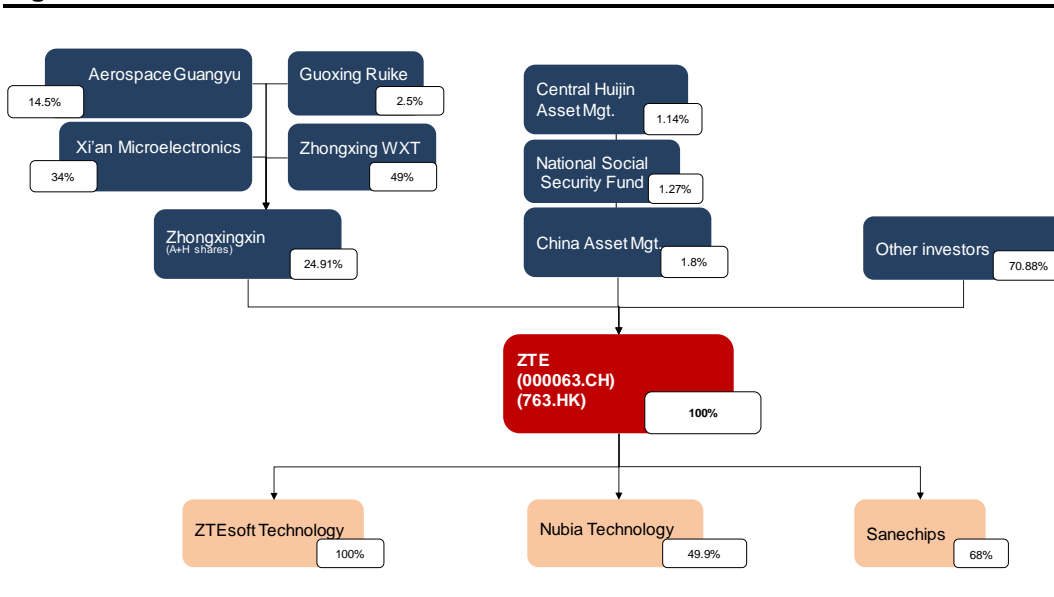 Aerospace Guangyu
14.5%
Guoxing Ruike
2.5%
Xi'an Microelectronics
34%
Zhongxing WXT
49%
Zhongxingxin
(A+H shares)
24.91%
Central Huijin
Asset Mgt.
1.14%
National Social
Security Fund
1.27%
China Asset Mgt.
1.8%
Other investors
70.88%
ZTE
(000063.CH)
(763.HK)
100%
ZTEsoft Technology
100%
Nubia Technology
49.9%
Sanechips
68%